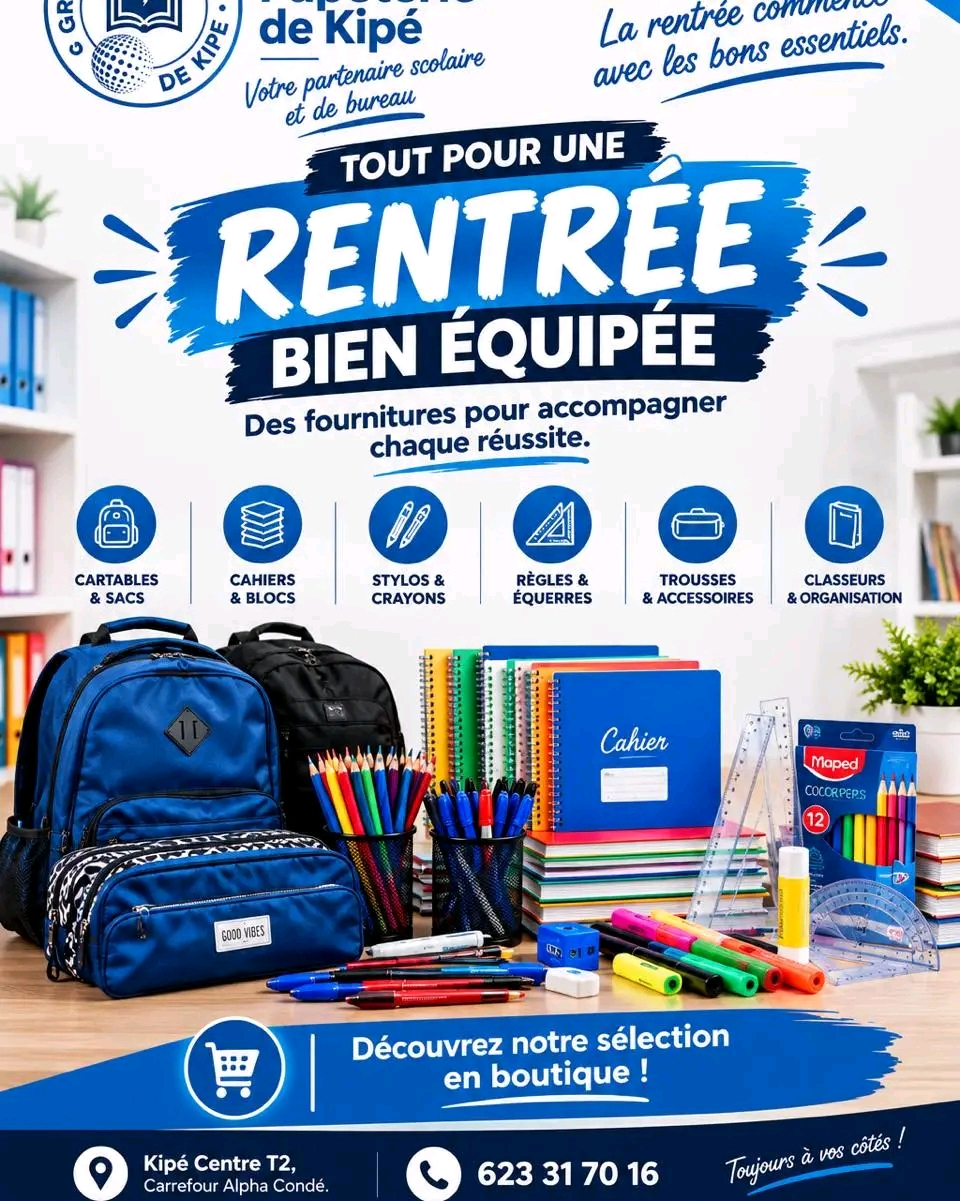 de Kipé
DE KIPE
Votre partenaire scolaire
et de bureau
La rentrée commence
avec les bons essentiels.
TOUT POUR UNE
RENTRÉE
BIEN ÉQUIPÉE
Des fournitures pour accompagner
chaque réussite.
CARTABLES
& SACS
CAHIERS
& BLOCS
STYLOS &
CRAYONS
RÈGLES &
ÉQUERRES
TROUSSES
& ACCESSOIRES
CLASSEURS
& ORGANISATION
Cahier
Maped
COCORPERS
12
GOOD VIBES
Découvrez notre sélection
en boutique !
Kipé Centre T2,
Carrefour Alpha Condé.
623 31 70 16
Toujours à vos côtés !